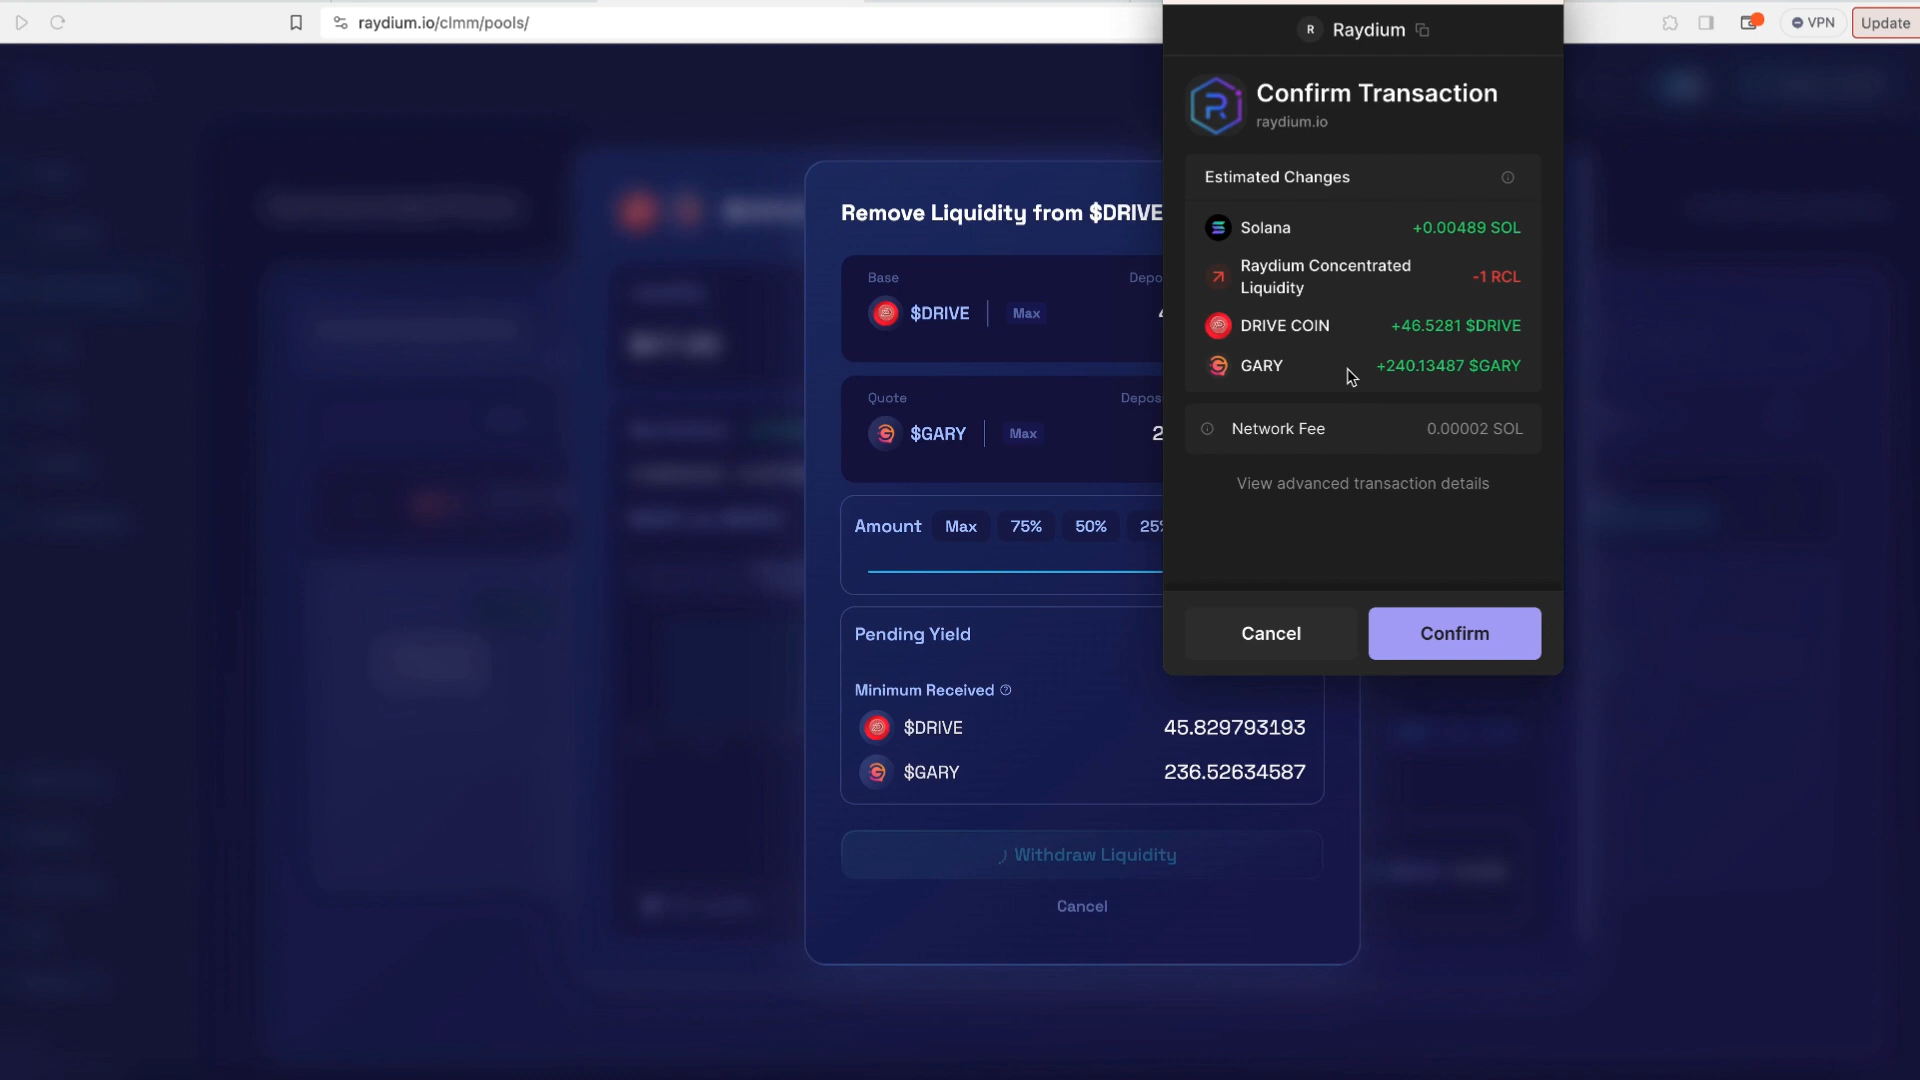 raydium.io/clmm/pools/
VPN
Update
R Raydium
Confirm Transaction
raydium.io
Estimated Changes
Solana +0.00489 SOL
Raydium Concentrated
Liquidity
-1 RCL
DRIVE COIN +46.5281 $DRIVE
GARY +240.13487 $GARY
Network Fee 0.00002 SOL
View advanced transaction details
Cancel Confirm
Remove Liquidity from $DRIVE
Base
$DRIVE Max
Quote
$GARY Max
Amount Max 75% 50%
Pending Yield
Minimum Received
$DRIVE 45.829793193
$GARY 236.52634587
Withdraw Liquidity
Cancel